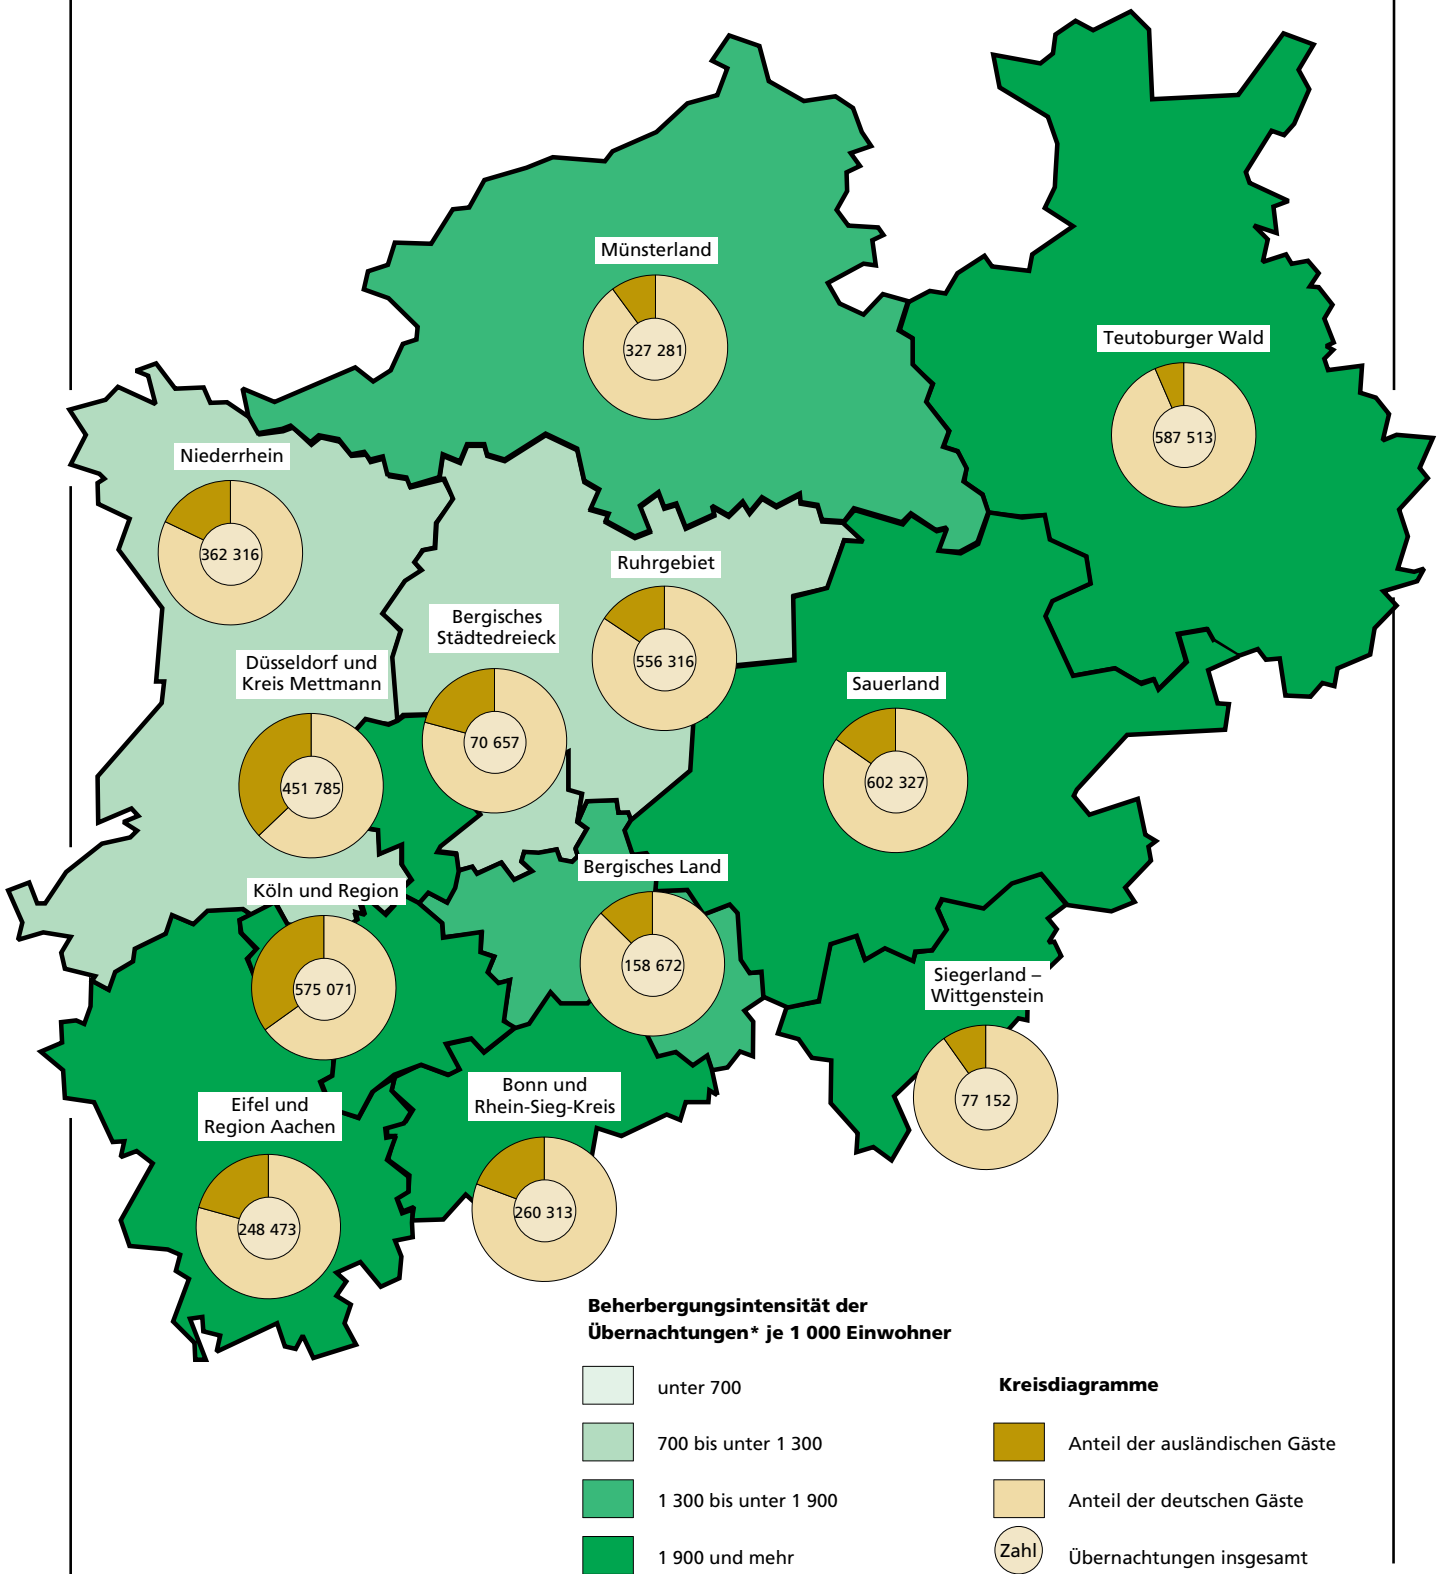 Münsterland
327 281
Teutoburger Wald
587 513
Niederrhein
362 316
Ruhrgebiet
556 316
Bergisches
Städtedreieck
70 657
Düsseldorf und
Kreis Mettmann
451 785
Sauerland
602 327
Bergisches Land
158 672
Köln und Region
575 071
Siegerland –
Wittgenstein
77 152
Bonn und
Rhein-Sieg-Kreis
260 313
Eifel und
Region Aachen
248 473
Beherbergungsintensität der
Übernachtungen* je 1 000 Einwohner
unter 700
700 bis unter 1 300
1 300 bis unter 1 900
1 900 und mehr
Kreisdiagramme
Anteil der ausländischen Gäste
Anteil der deutschen Gäste
Zahl Übernachtungen insgesamt